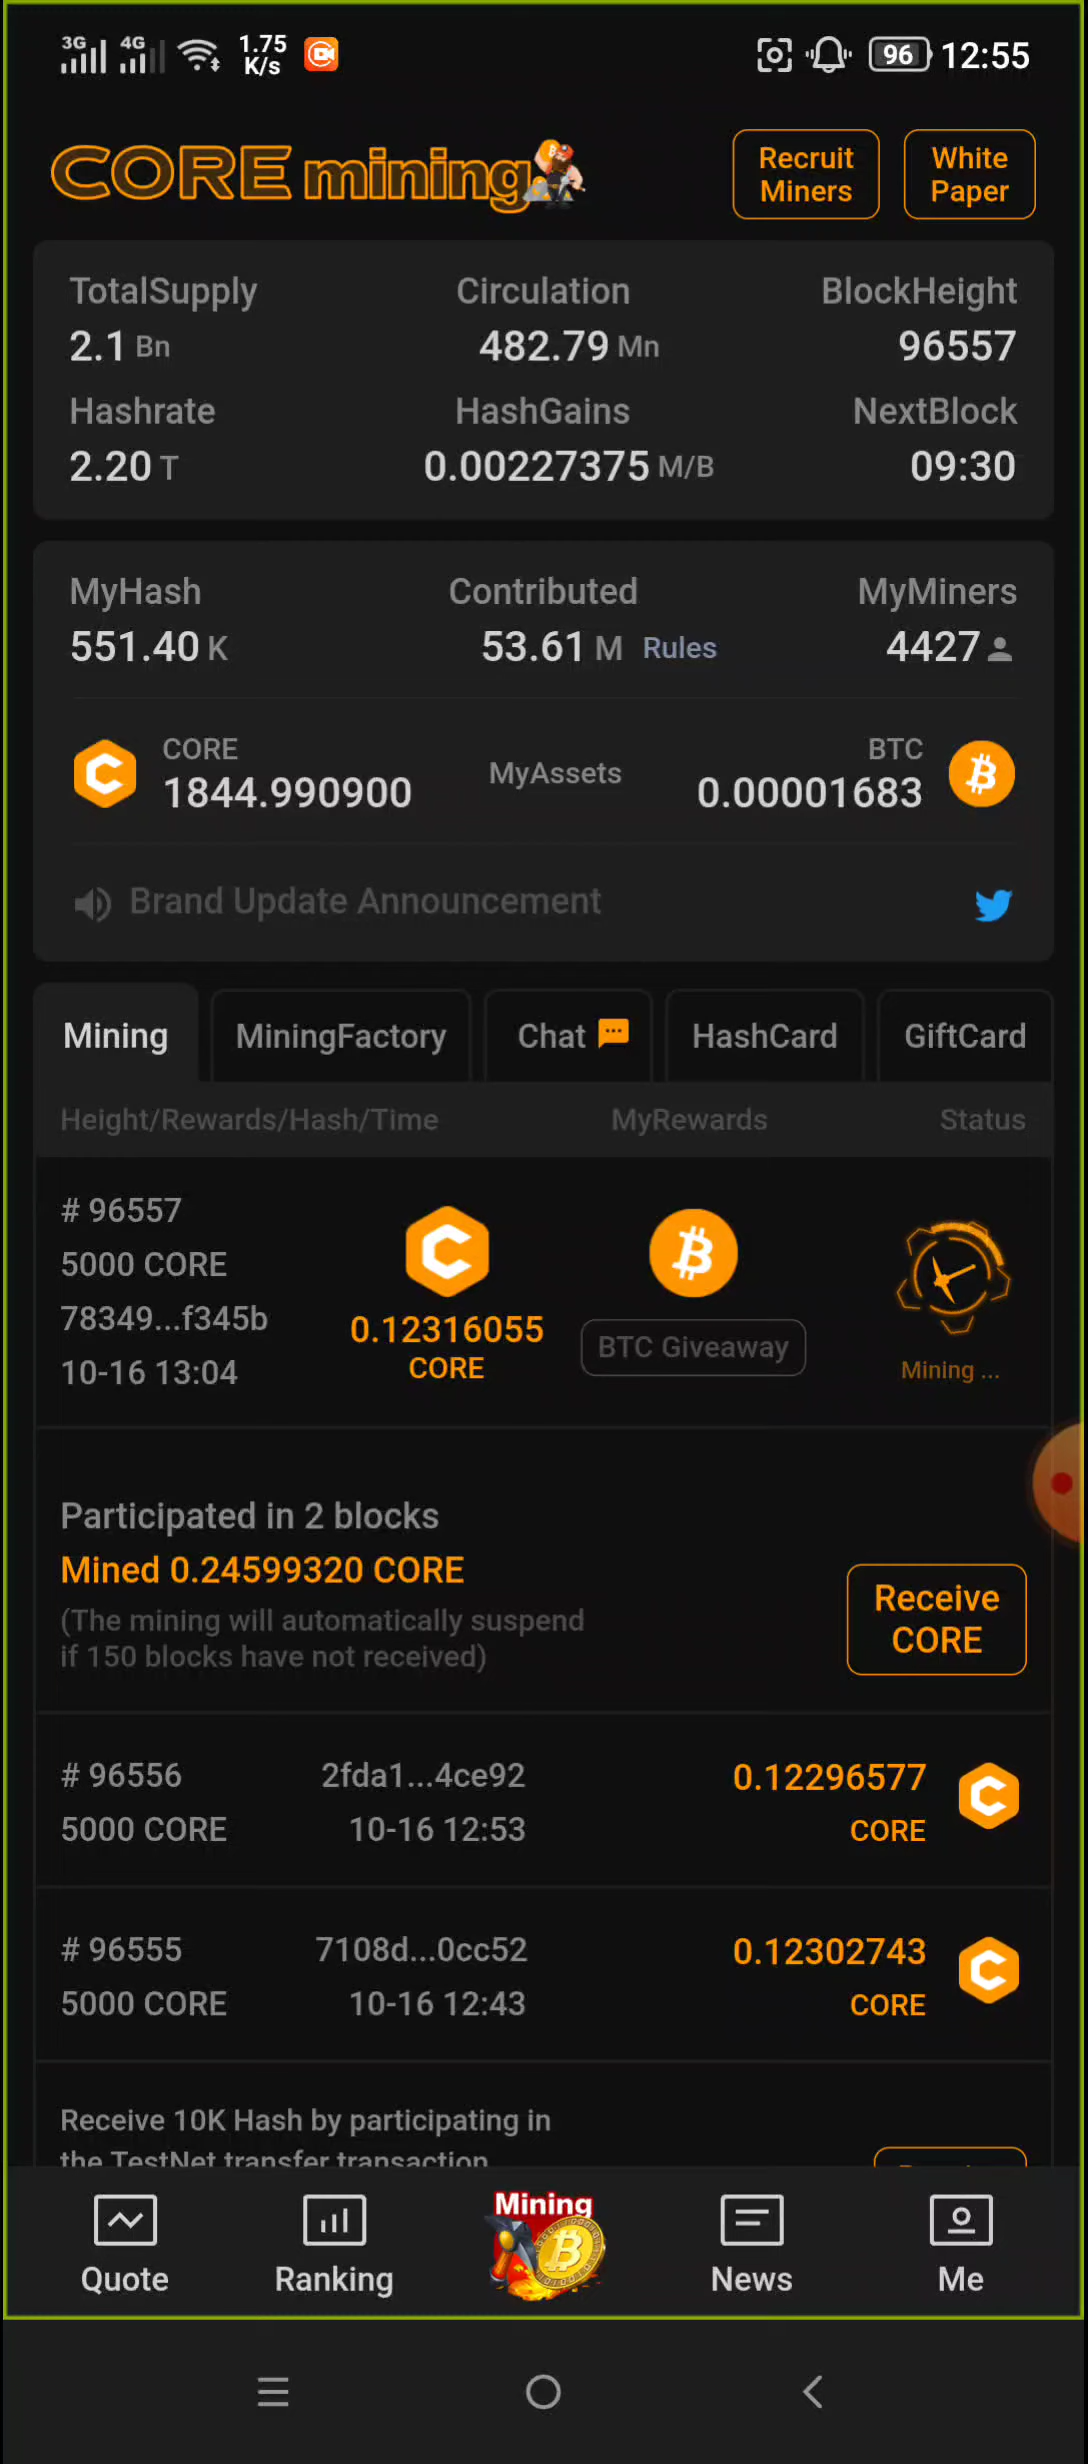 3G 4G 1.75 K/s 96 12:55
CORE mining
Recruit Miners
White Paper
TotalSupply Circulation BlockHeight
2.1 Bn 482.79 Mn 96557
Hashrate HashGains NextBlock
2.20 T 0.00227375 M/B 09:30
MyHash Contributed MyMiners
551.40 K 53.61 M Rules 4427
CORE MyAssets BTC
1844.990900 0.00001683
Brand Update Announcement
Mining MiningFactory Chat HashCard GiftCard
Height/Rewards/Hash/Time MyRewards Status
# 96557
5000 CORE
78349...f345b
10-16 13:04
0.12316055
CORE
BTC Giveaway
Mining ...
Participated in 2 blocks
Mined 0.24599320 CORE
(The mining will automatically suspend
if 150 blocks have not received)
Receive
CORE
# 96556 2fda1...4ce92 0.12296577
5000 CORE 10-16 12:53 CORE
# 96555 7108d...0cc52 0.12302743
5000 CORE 10-16 12:43 CORE
Receive 10K Hash by participating in
the TestNet transfer transaction
Mining
Quote Ranking News Me